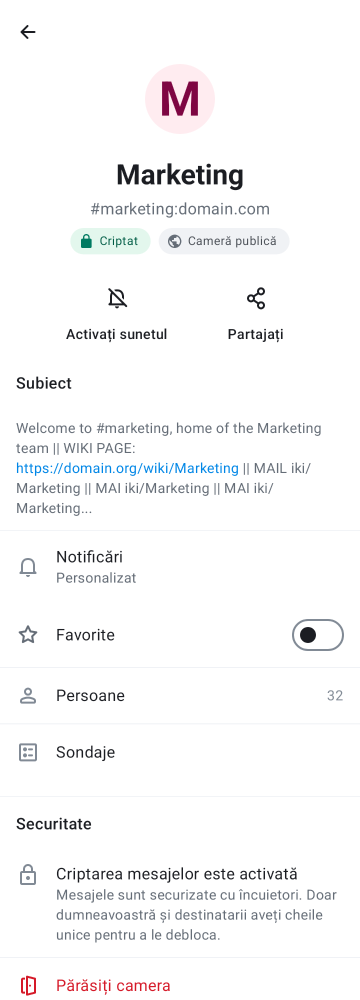 M
Marketing
#marketing:domain.com
Criptat
Cameră publică
Activați sunetul
Partajați
Subiect
Welcome to #marketing, home of the Marketing
team || WIKI PAGE:
https://domain.org/wiki/Marketing || MAIL iki/
Marketing || MAI iki/Marketing || MAI iki/
Marketing...
Notificări
Personalizat
Favorite
Persoane
32
Sondaje
Securitate
Criptarea mesajelor este activată
Mesajele sunt securizate cu încuietori. Doar
dumneavoastră și destinatarii aveți cheile
unice pentru a le debloca.
Părăsiți camera